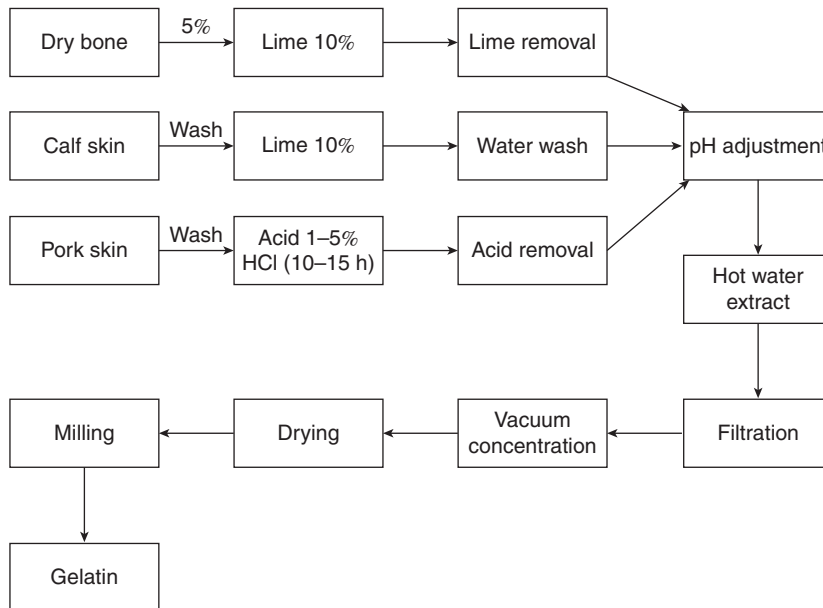 Dry bone
5%
Lime 10%
Lime removal
Calf skin
Wash
Lime 10%
Water wash
pH adjustment
Pork skin
Wash
Acid 1–5%
HCl (10–15 h)
Acid removal
Hot water
extract
Milling
Drying
Vacuum
concentration
Filtration
Gelatin